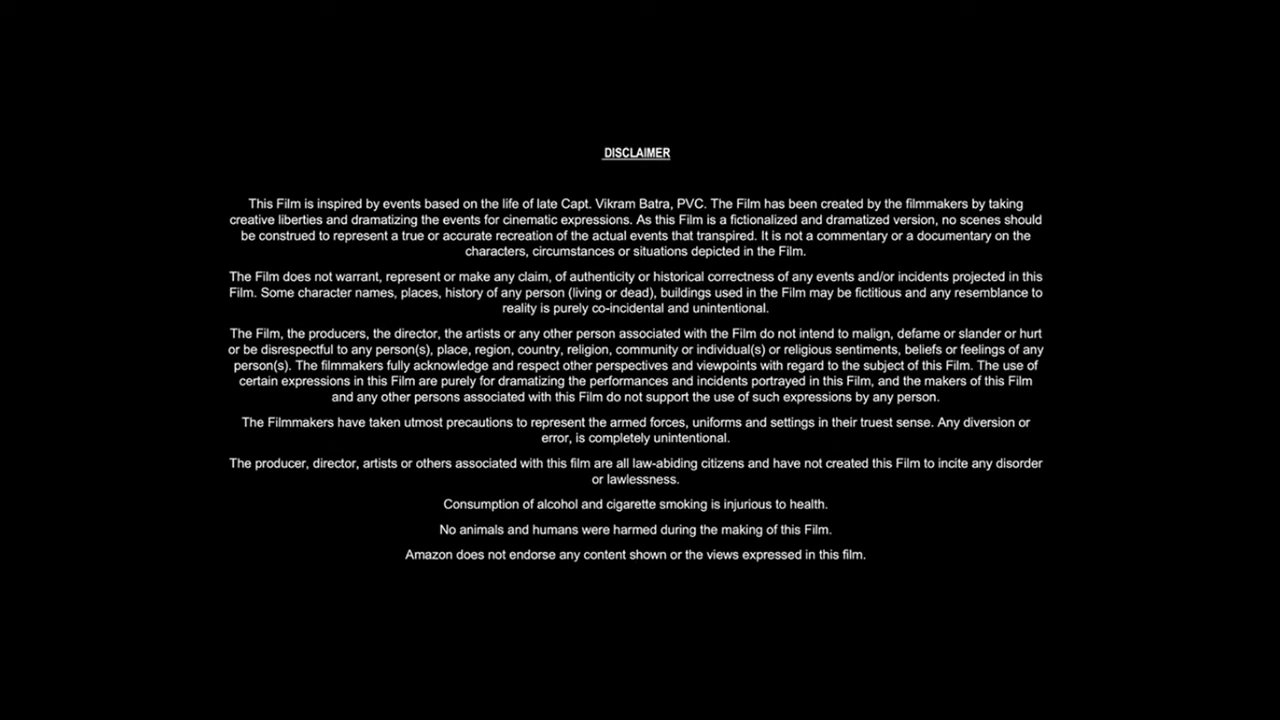 DISCLAIMER
This Film is inspired by events based on the life of late Capt. Vikram Batra, PVC. The Film has been created by the filmmakers by taking
creative liberties and dramatizing the events for cinematic expressions. As this Film is a fictionalized and dramatized version, no scenes should
be construed to represent a true or accurate recreation of the actual events that transpired. It is not a commentary or a documentary on the
characters, circumstances or situations depicted in the Film.
The Film does not warrant, represent or make any claim, of authenticity or historical correctness of any events and/or incidents projected in this
Film. Some character names, places, history of any person (living or dead), buildings used in the Film may be fictitious and any resemblance to
reality is purely co-incidental and unintentional.
The Film, the producers, the director, the artists or any other person associated with the Film do not intend to malign, defame or slander or hurt
or be disrespectful to any person(s), place, region, country, religion, community or individual(s) or religious sentiments, beliefs or feelings of any
person(s). The filmmakers fully acknowledge and respect other perspectives and viewpoints with regard to the subject of this Film. The use of
certain expressions in this Film are purely for dramatizing the performances and incidents portrayed in this Film, and the makers of this Film
and any other persons associated with this Film do not support the use of such expressions by any person.
The Filmmakers have taken utmost precautions to represent the armed forces, uniforms and settings in their truest sense. Any diversion or
error, is completely unintentional.
The producer, director, artists or others associated with this film are all law-abiding citizens and have not created this Film to incite any disorder
or lawlessness.
Consumption of alcohol and cigarette smoking is injurious to health.
No animals and humans were harmed during the making of this Film.
Amazon does not endorse any content shown or the views expressed in this film.